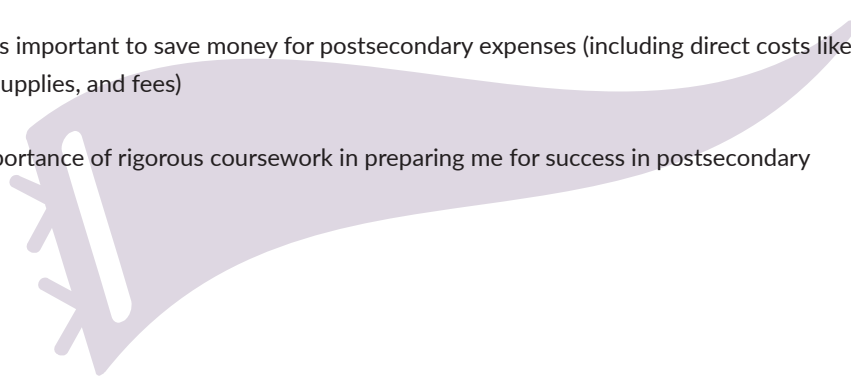 s important to save money for postsecondary expenses (including direct costs like
upplies, and fees)
portance of rigorous coursework in preparing me for success in postsecondary